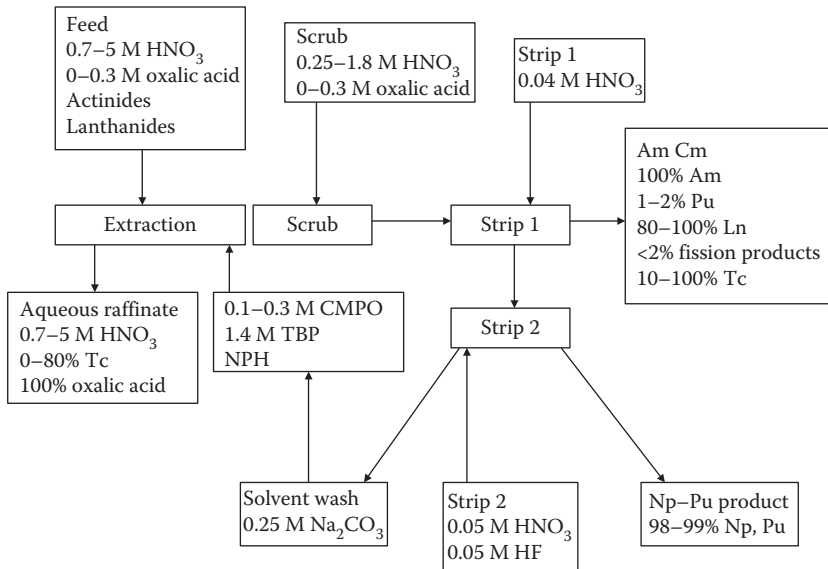 Feed
0.7–5 M HNO₃
0–0.3 M oxalic acid
Actinides
Lanthanides
Scrub
0.25–1.8 M HNO₃
0–0.3 M oxalic acid
Strip 1
0.04 M HNO₃
Am Cm
100% Am
1–2% Pu
80–100% Ln
<2% fission products
10–100% Tc
Extraction
Scrub
Strip 1
Aqueous raffinate
0.7–5 M HNO₃
0–80% Tc
100% oxalic acid
0.1–0.3 M CMPO
1.4 M TBP
NPH
Strip 2
Solvent wash
0.25 M Na₂CO₃
Strip 2
0.05 M HNO₃
0.05 M HF
Np–Pu product
98–99% Np, Pu